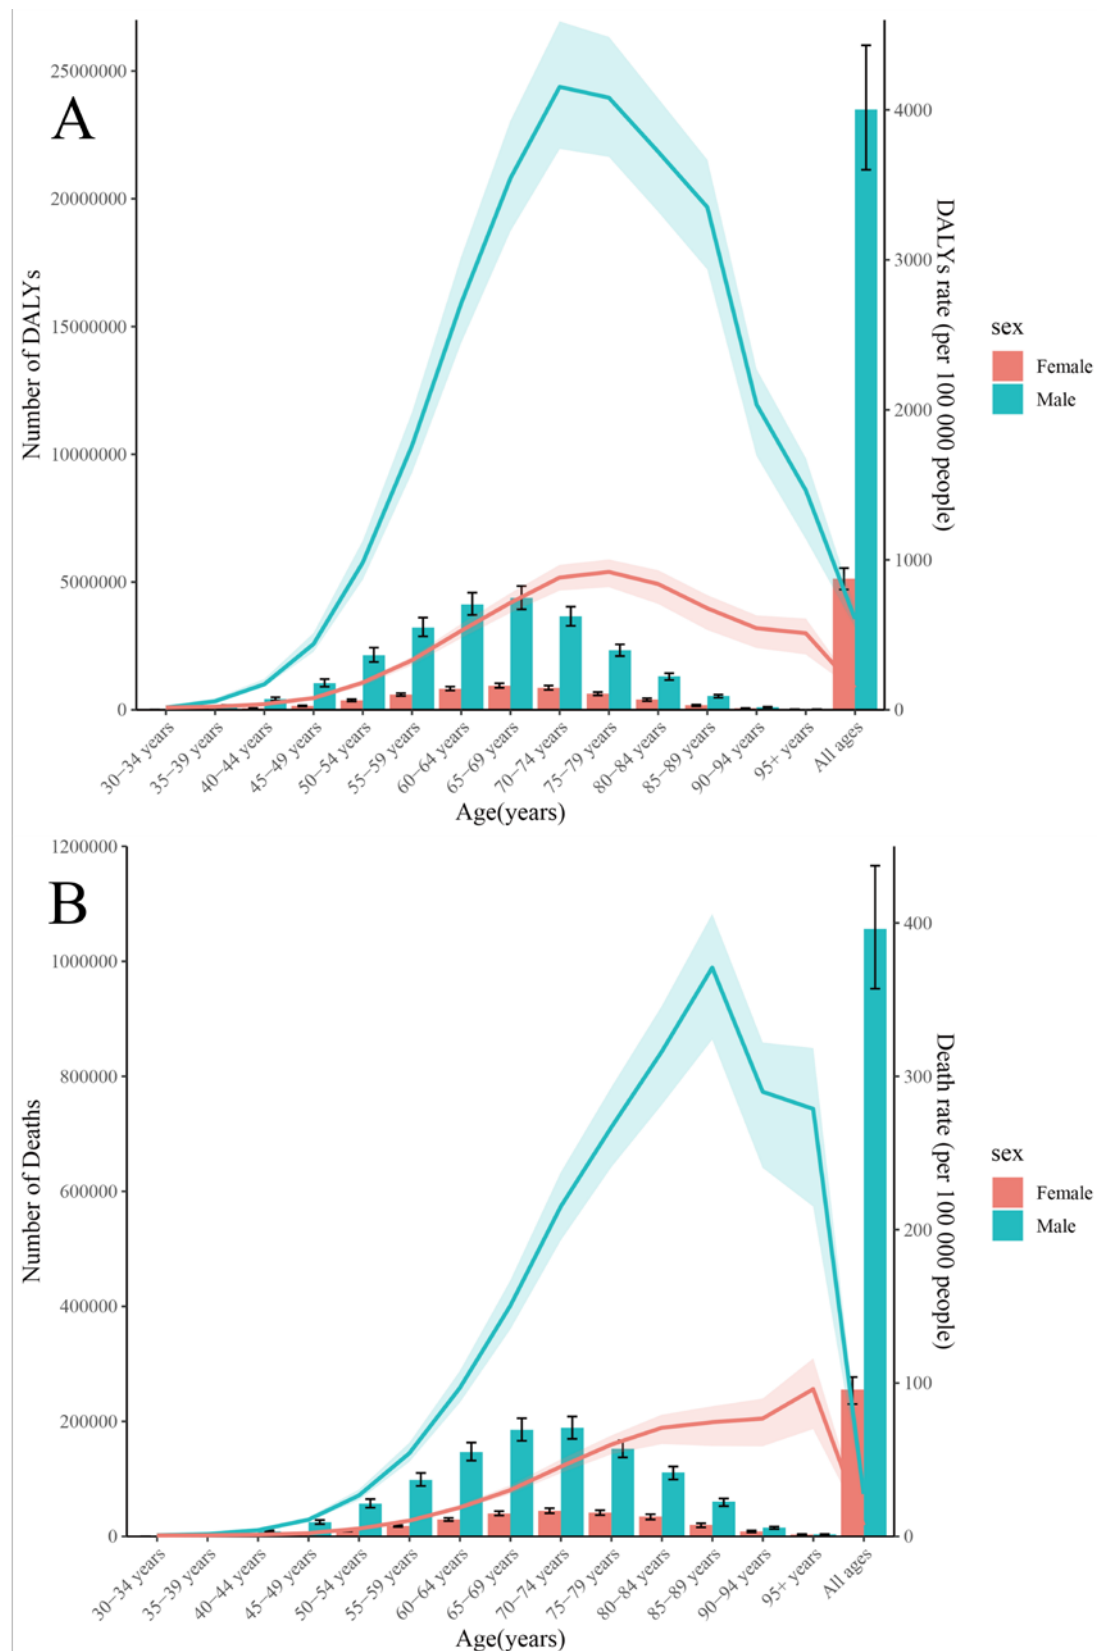 A
Number of DALYs
25000000
20000000
15000000
10000000
5000000
0
4000
3000
2000
1000
0
DALYs rate (per 100 000 people)
30−34 years
35−39 years
40−44 years
45−49 years
50−54 years
55−59 years
60−64 years
65−69 years
70−74 years
75−79 years
80−84 years
85−89 years
90−94 years
95+ years
All ages
Age(years)
sex
Female
Male
B
Number of Deaths
1200000
1000000
800000
600000
400000
200000
0
400
300
200
100
0
Death rate (per 100 000 people)
30−34 years
35−39 years
40−44 years
45−49 years
50−54 years
55−59 years
60−64 years
65−69 years
70−74 years
75−79 years
80−84 years
85−89 years
90−94 years
95+ years
All ages
Age(years)
sex
Female
Male